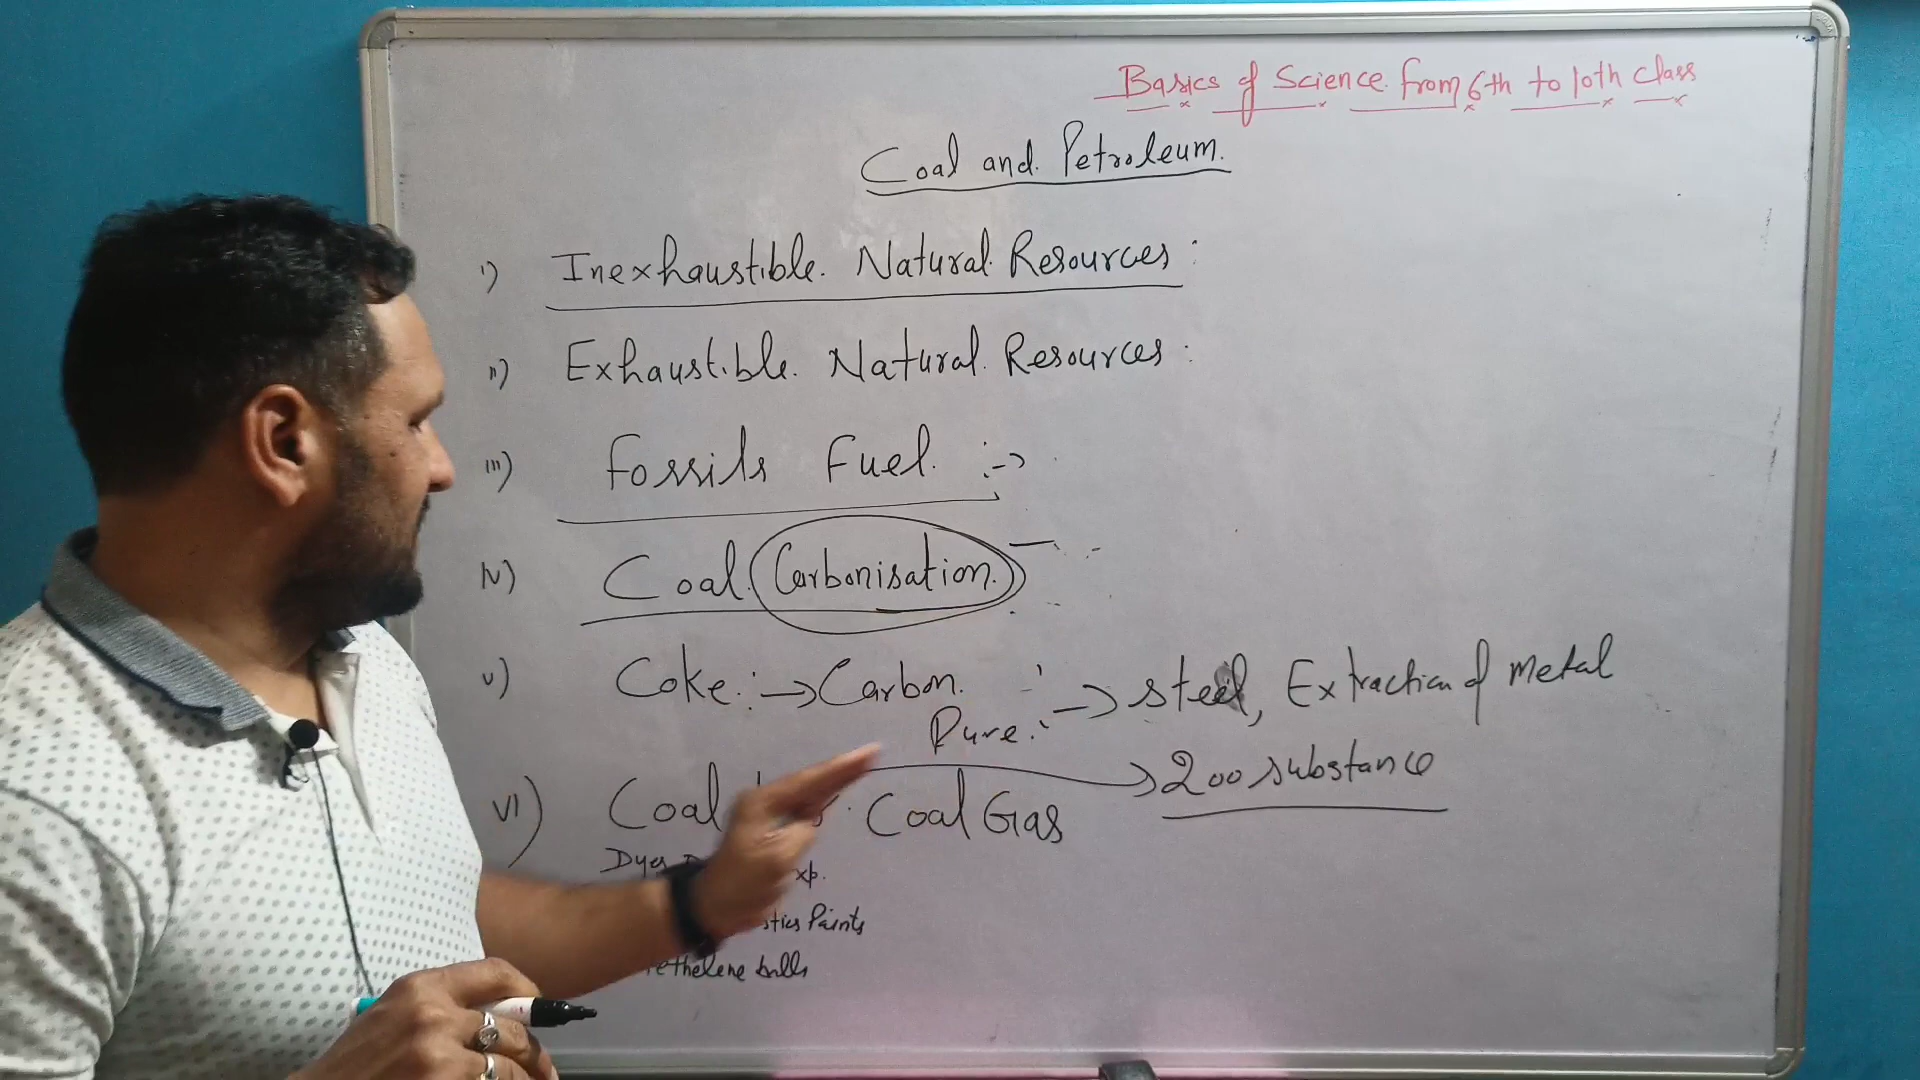 Basics of Science from 6th to 10th class
Coal and Petroleum.
i) Inexhaustible Natural Resources:
ii) Exhaustible Natural Resources:
iii) Fossils Fuel :→
iv) Coal (Carbonisation.)
v) Coke :→ Carbon. :→ steel, Extraction of Metal
Pure.
→ 200 substance
vi) Coal Coal Gas
Paints
balls